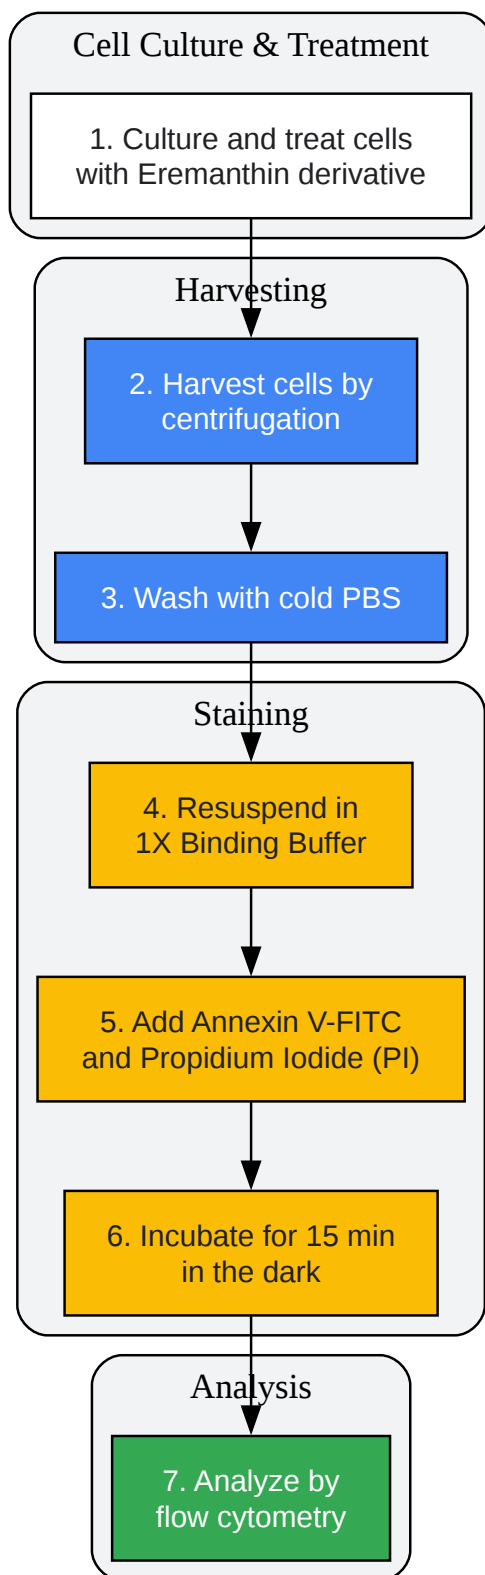 Cell Culture & Treatment
1. Culture and treat cells
with Eremanthin derivative
Harvesting
2. Harvest cells by
centrifugation
3. Wash with cold PBS
Staining
4. Resuspend in
1X Binding Buffer
5. Add Annexin V-FITC
and Propidium Iodide (PI)
6. Incubate for 15 min
in the dark
Analysis
7. Analyze by
flow cytometry